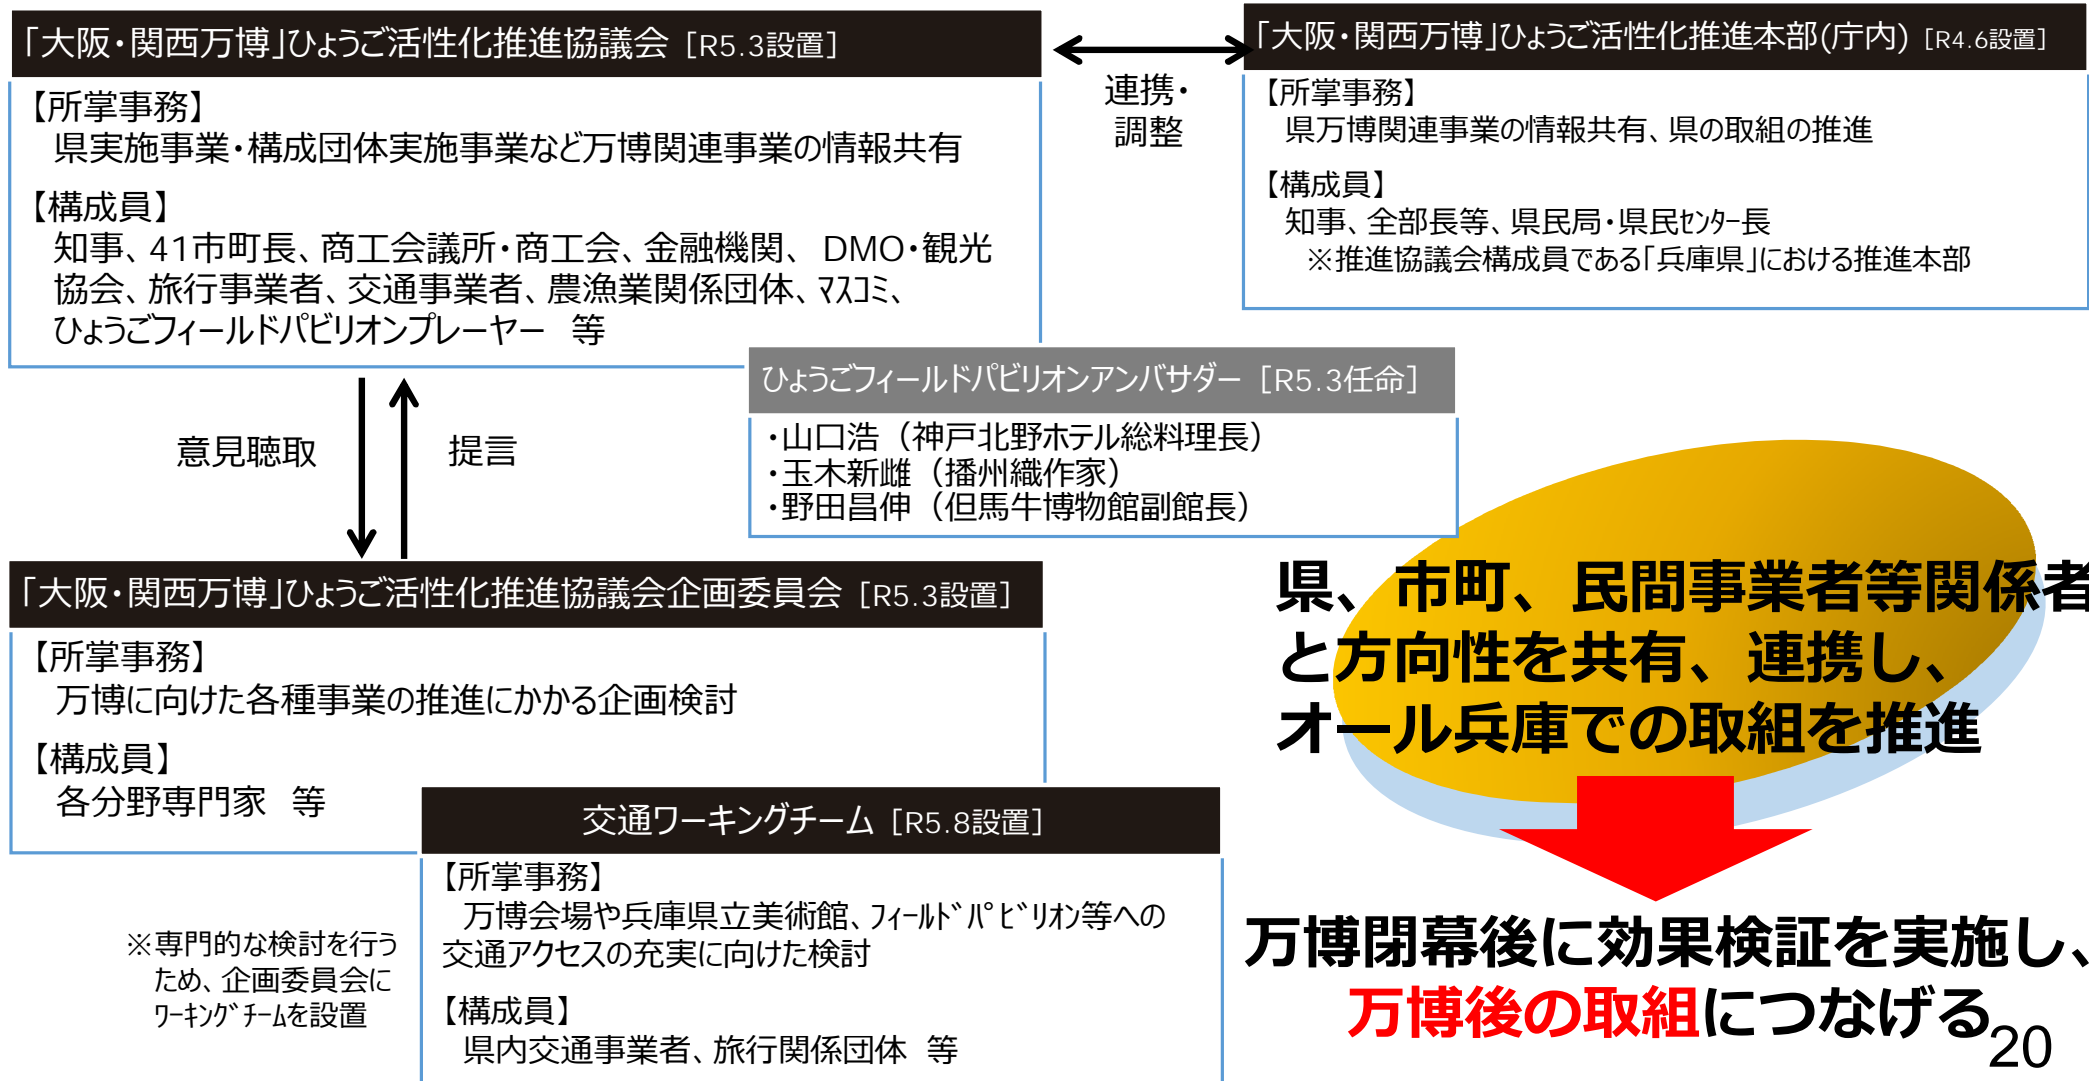 「大阪・関西万博」ひょうご活性化推進協議会 [R5.3設置]
【所掌事務】
県実施事業・構成団体実施事業など万博関連事業の情報共有
【構成員】
知事、41市町長、商工会議所・商工会、金融機関、 DMO・観光
協会、旅行事業者、交通事業者、農漁業関係団体、ﾏｽｺﾐ、
ひょうごフィールドパビリオンプレーヤー 等
連携・
調整
「大阪・関西万博」ひょうご活性化推進本部(庁内) [R4.6設置]
【所掌事務】
県万博関連事業の情報共有、県の取組の推進
【構成員】
知事、全部長等、県民局・県民ｾﾝﾀｰ長
※推進協議会構成員である「兵庫県」における推進本部
ひょうごフィールドパビリオンアンバサダー [R5.3任命]
・山口浩（神戸北野ホテル総料理長）
・玉木新雌（播州織作家）
・野田昌伸（但馬牛博物館副館長）
意見聴取
提言
「大阪・関西万博」ひょうご活性化推進協議会企画委員会 [R5.3設置]
【所掌事務】
万博に向けた各種事業の推進にかかる企画検討
【構成員】
各分野専門家 等
交通ワーキングチーム [R5.8設置]
【所掌事務】
万博会場や兵庫県立美術館、ﾌｨｰﾙﾄﾞﾊﾟﾋﾞﾘｵﾝ等への
交通アクセスの充実に向けた検討
【構成員】
県内交通事業者、旅行関係団体 等
※専門的な検討を行う
ため、企画委員会に
ﾜｰｷﾝｸﾞﾁｰﾑを設置
県、市町、民間事業者等関係者
と方向性を共有、連携し、
オール兵庫での取組を推進
万博閉幕後に効果検証を実施し、
万博後の取組につなげる
20